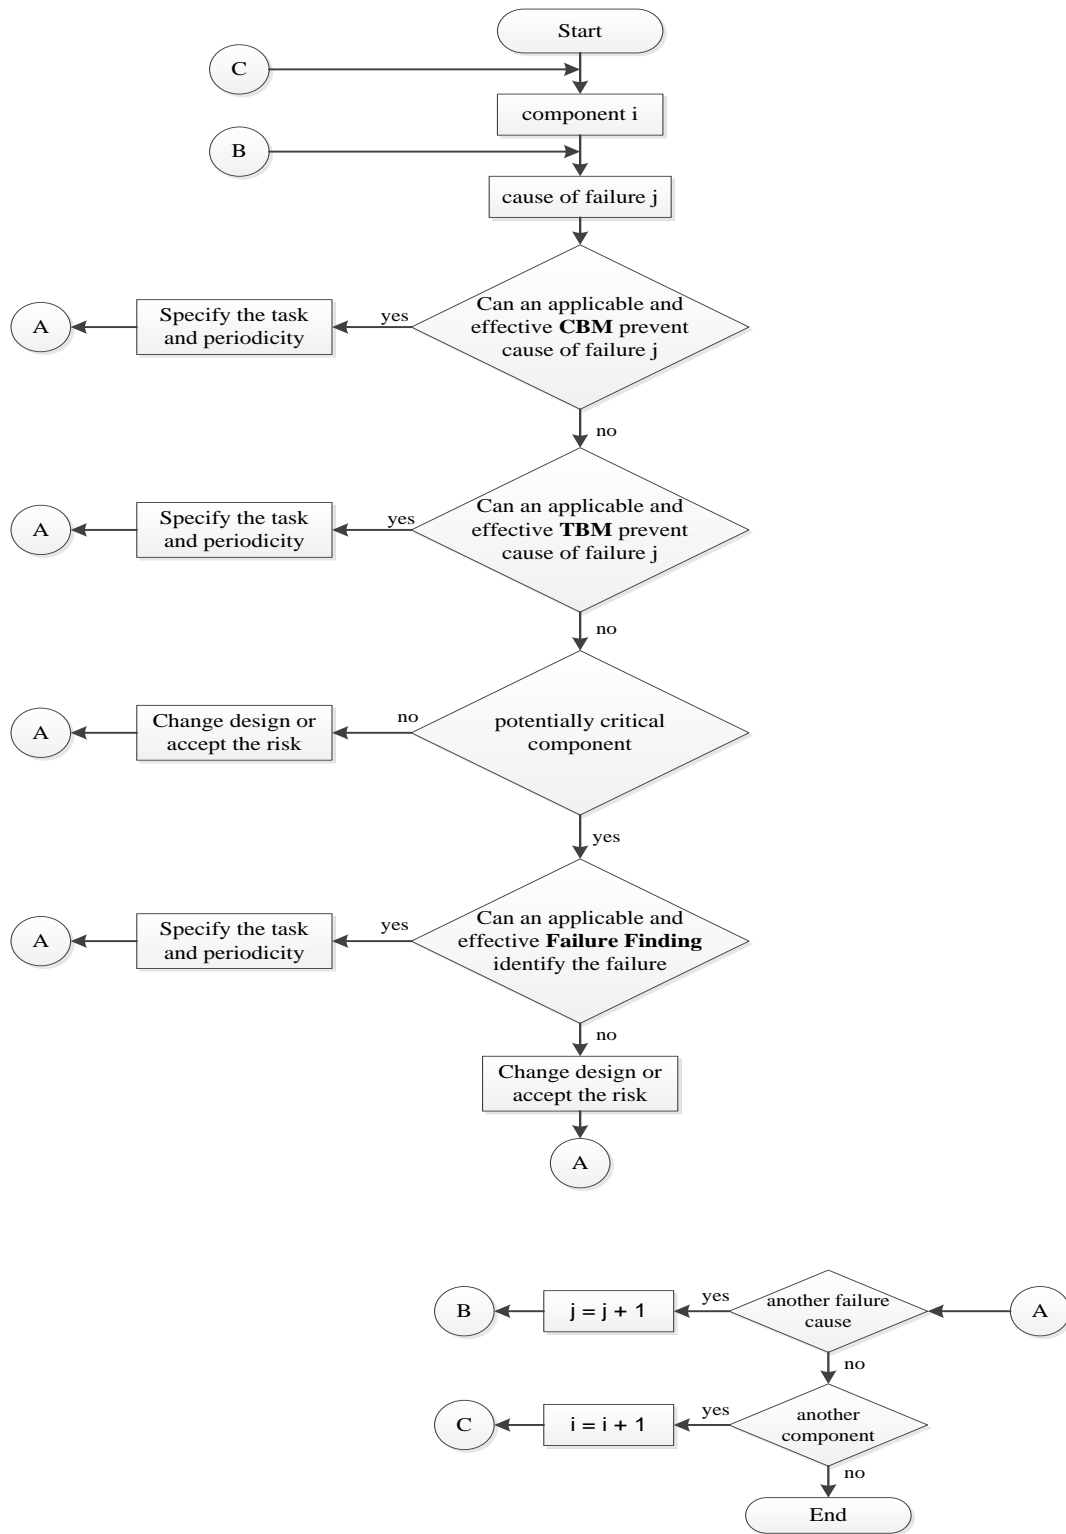 Start
C
component i
B
cause of failure j
Can an applicable and
effective CBM prevent
cause of failure j
yes
Specify the task
and periodicity
A
no
Can an applicable and
effective TBM prevent
cause of failure j
yes
Specify the task
and periodicity
A
no
potentially critical
component
no
Change design or
accept the risk
A
yes
Can an applicable and
effective Failure Finding
identify the failure
yes
Specify the task
and periodicity
A
no
Change design or
accept the risk
A
A
another failure
cause
yes
j = j + 1
B
no
another
component
yes
i = i + 1
C
no
End